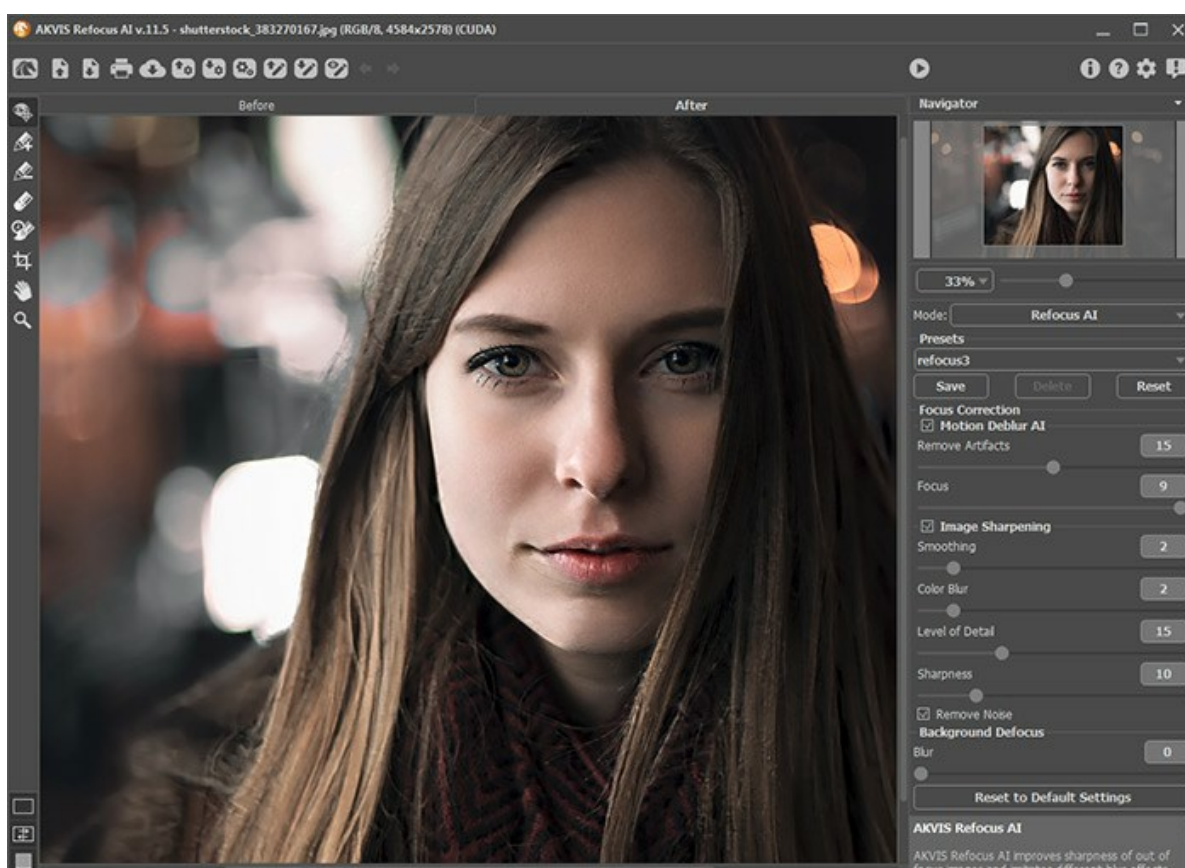 AKVIS Refocus AI v.11.5 - shutterstock_383270167.jpg (RGB/8, 4584x2578) (CUDA)
Before
After
Navigator
33%
Mode: Refocus AI
Presets
refocus3
Save Delete Reset
Focus Correction
Motion Deblur AI
Remove Artifacts 15
Focus 9
Image Sharpening
Smoothing 2
Color Blur 2
Level of Detail 15
Sharpness 10
Remove Noise
Background Defocus
Blur 0
Reset to Default Settings
AKVIS Refocus AI
AKVIS Refocus AI improves sharpness of out of